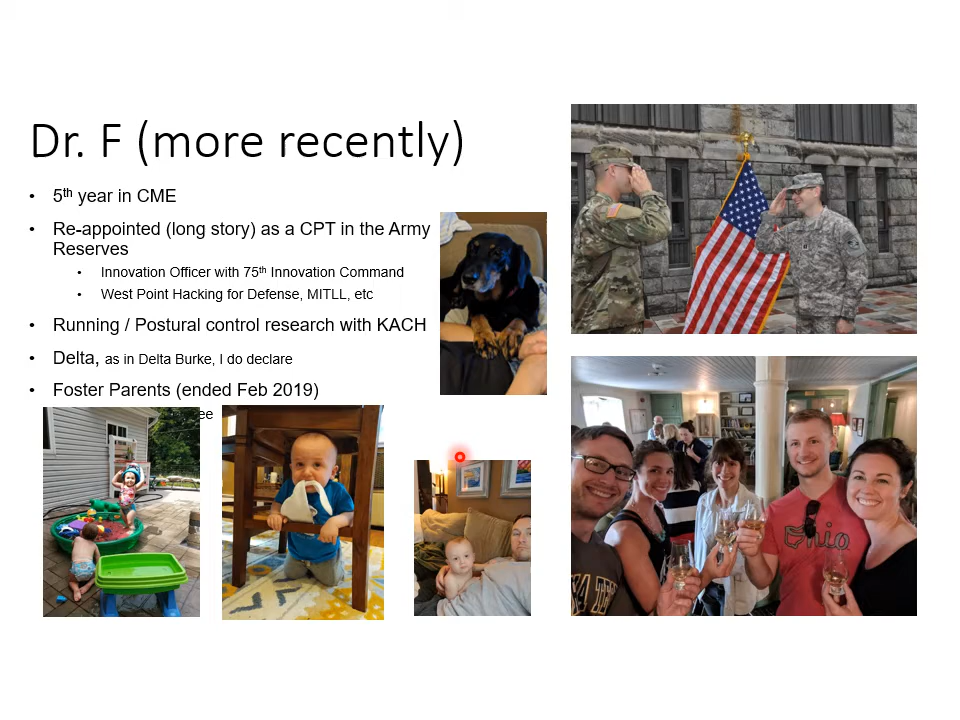 Dr. F (more recently)
• 5th year in CME
• Re-appointed (long story) as a CPT in the Army
Reserves
• Innovation Officer with 75th Innovation Command
• West Point Hacking for Defense, MITLL, etc
• Running / Postural control research with KACH
• Delta, as in Delta Burke, I do declare
• Foster Parents (ended Feb 2019)
Ohio